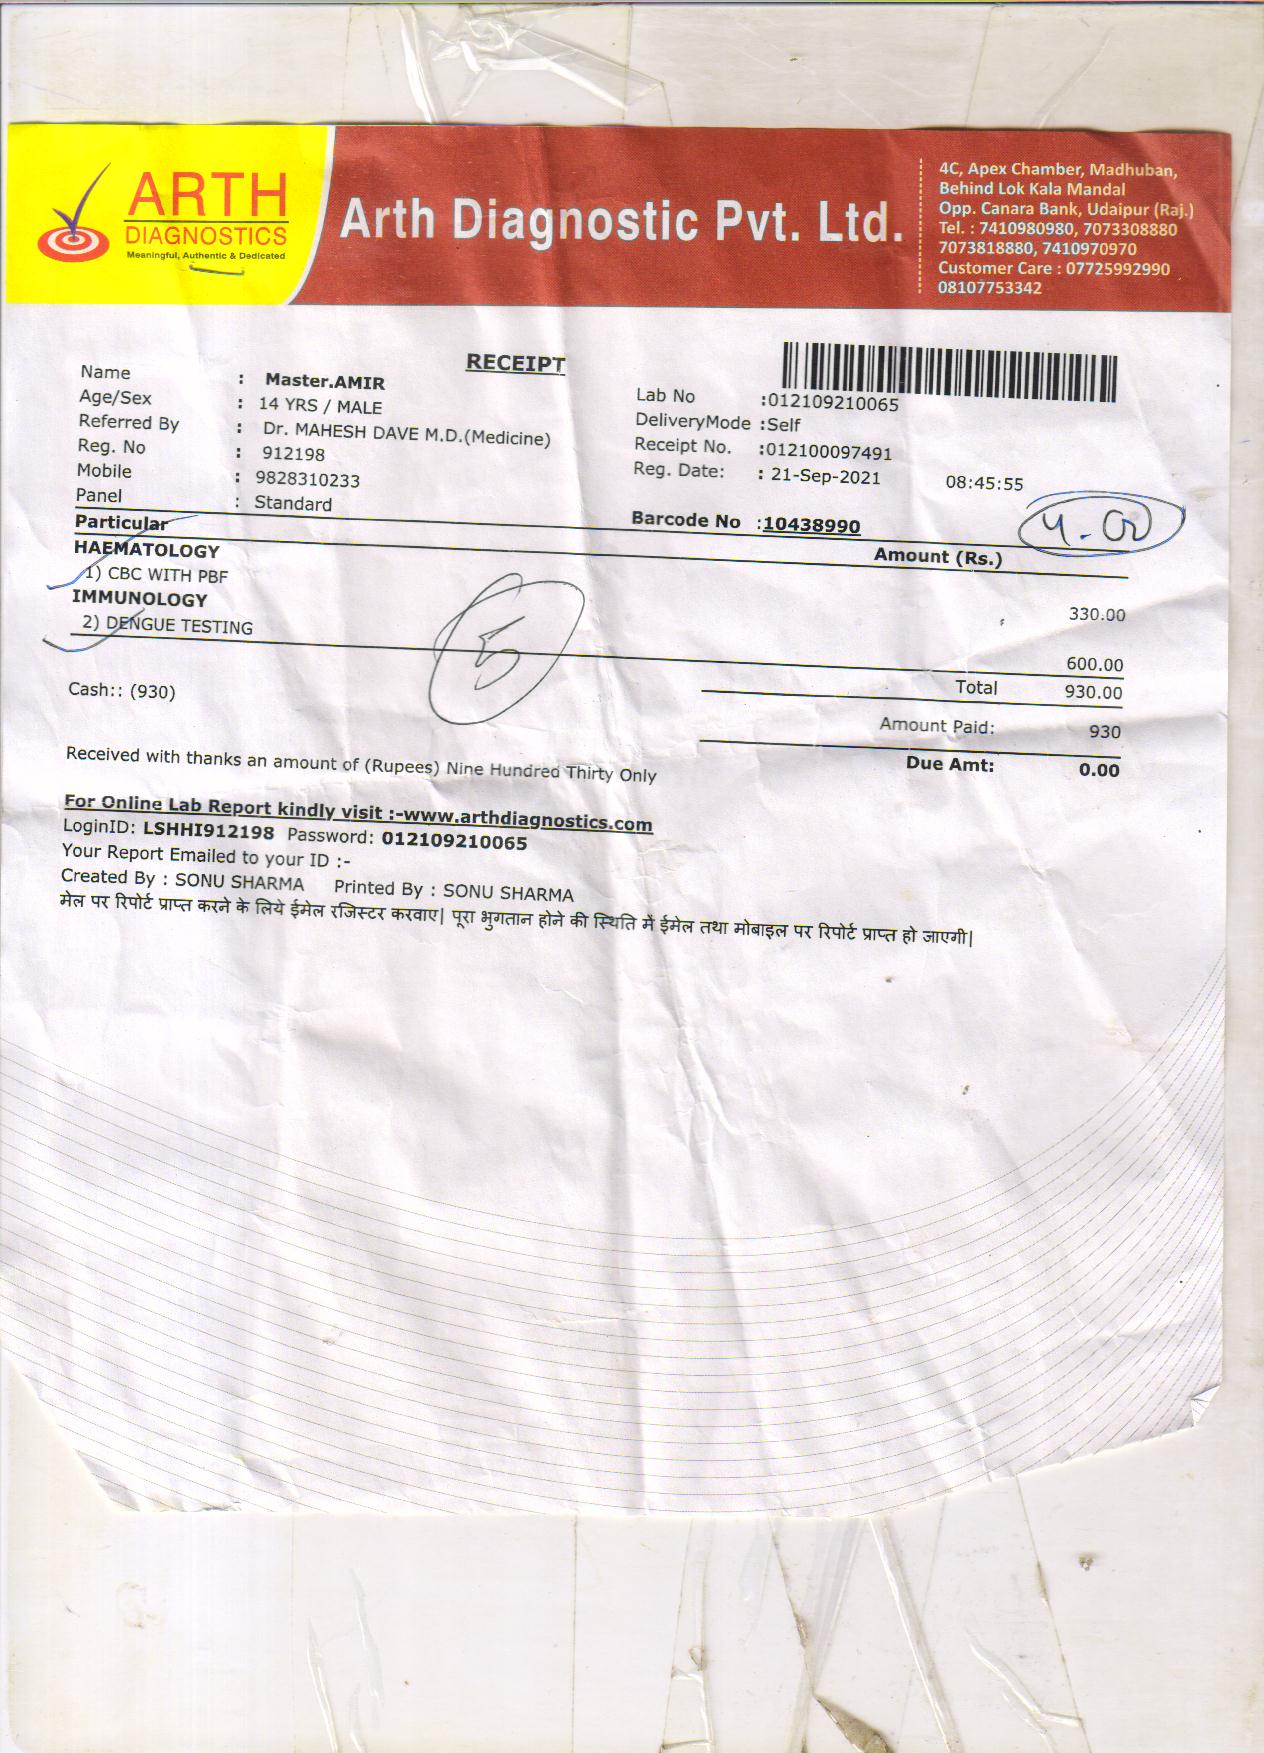 ARTH
DIAGNOSTICS
Meaningful, Authentic & Dedicated
Arth Diagnostic Pvt. Ltd.
4C, Apex Chamber, Madhuban,
Behind Lok Kala Mandal
Opp. Canara Bank, Udaipur (Raj.)
Tel. : 7410980980, 7073308880
7073818880, 7410970970
Customer Care : 07725992990
08107753342
RECEIPT
Name : Master.AMIR
Age/Sex : 14 YRS / MALE
Referred By : Dr. MAHESH DAVE M.D.(Medicine)
Reg. No : 912198
Mobile : 9828310233
Panel : Standard
Lab No :012109210065
DeliveryMode :Self
Receipt No. :012100097491
Reg. Date: : 21-Sep-2021 08:45:55
Barcode No :10438990
Particular Amount (Rs.)
HAEMATOLOGY
1) CBC WITH PBF 330.00
IMMUNOLOGY
2) DENGUE TESTING 600.00
Total 930.00
Cash:: (930)
Amount Paid: 930
Due Amt: 0.00
Received with thanks an amount of (Rupees) Nine Hundred Thirty Only
For Online Lab Report kindly visit :-www.arthdiagnostics.com
LoginID: LSHHI912198 Password: 012109210065
Your Report Emailed to your ID :-
Created By : SONU SHARMA Printed By : SONU SHARMA
मेल पर रिपोर्ट प्राप्त करने के लिये ईमेल रजिस्टर करवाए| पूरा भुगतान होने की स्थिति में ईमेल तथा मोबाइल पर रिपोर्ट प्राप्त हो जाएगी|